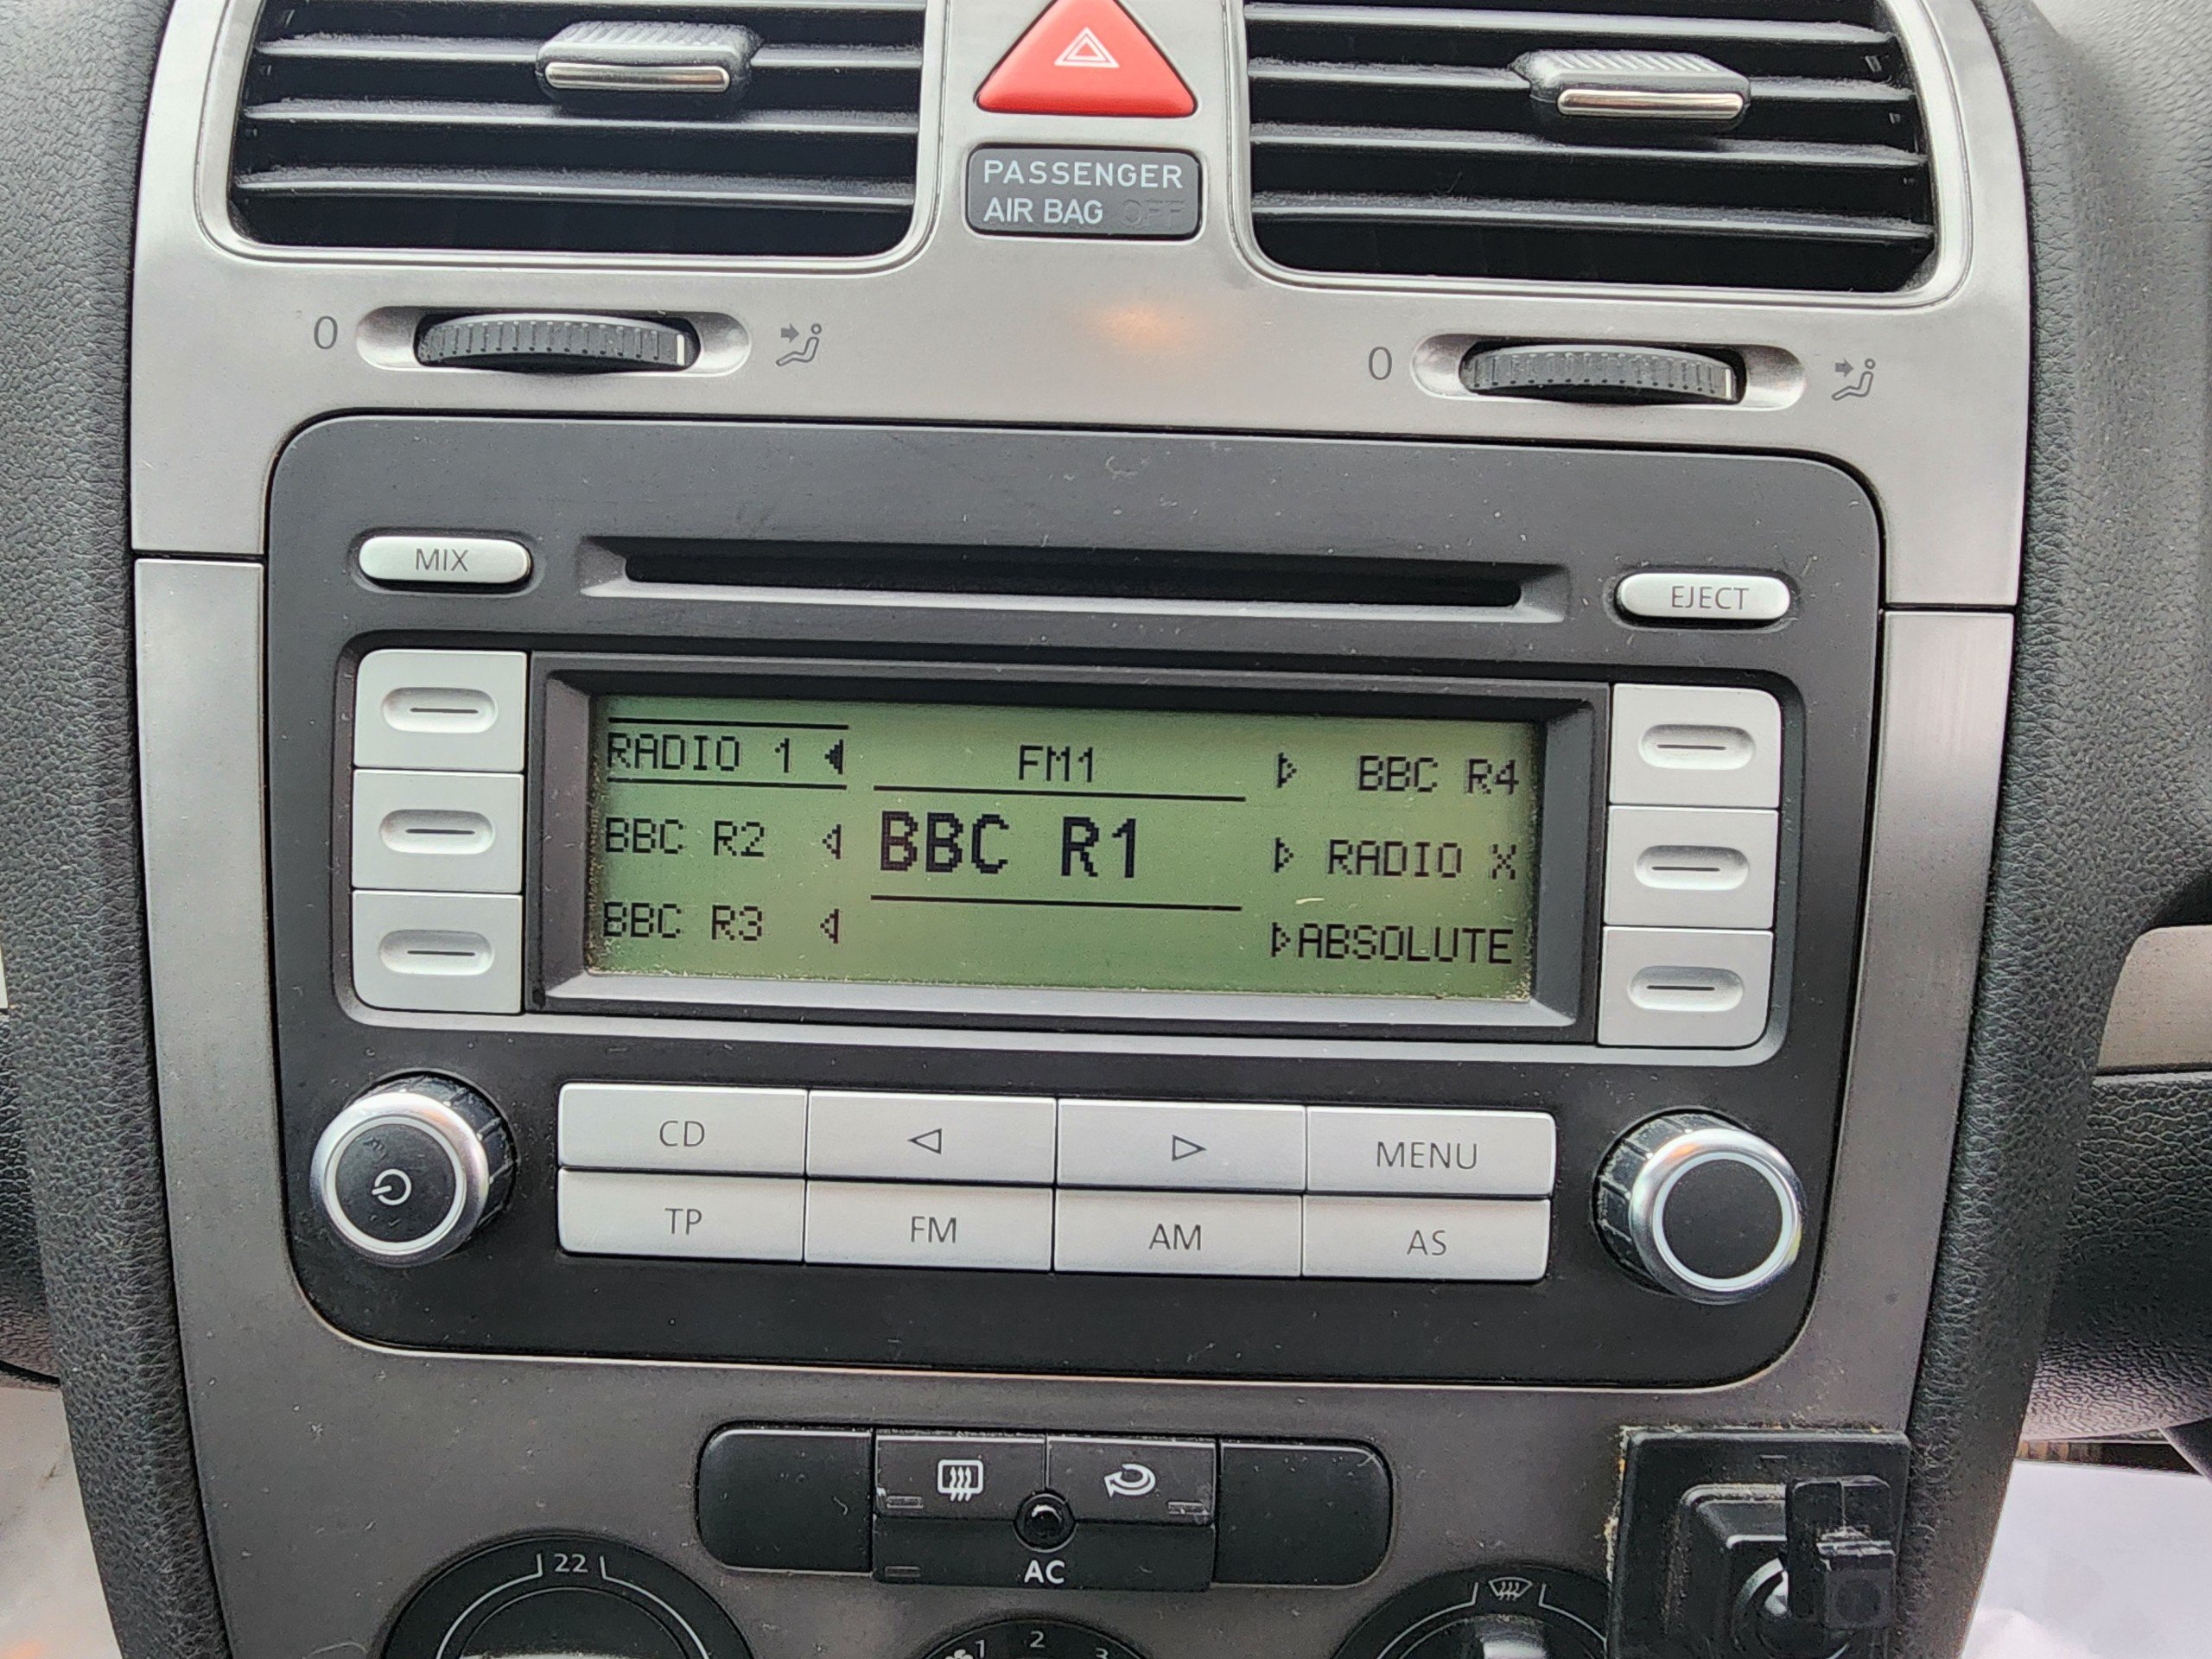 PASSENGER
AIR BAG OFF
0
0
MIX
EJECT
RADIO 1
FM1
BBC R4
BBC R2
BBC R1
RADIO X
BBC R3
ABSOLUTE
CD
MENU
TP
FM
AM
AS
AC
22
1 2 3